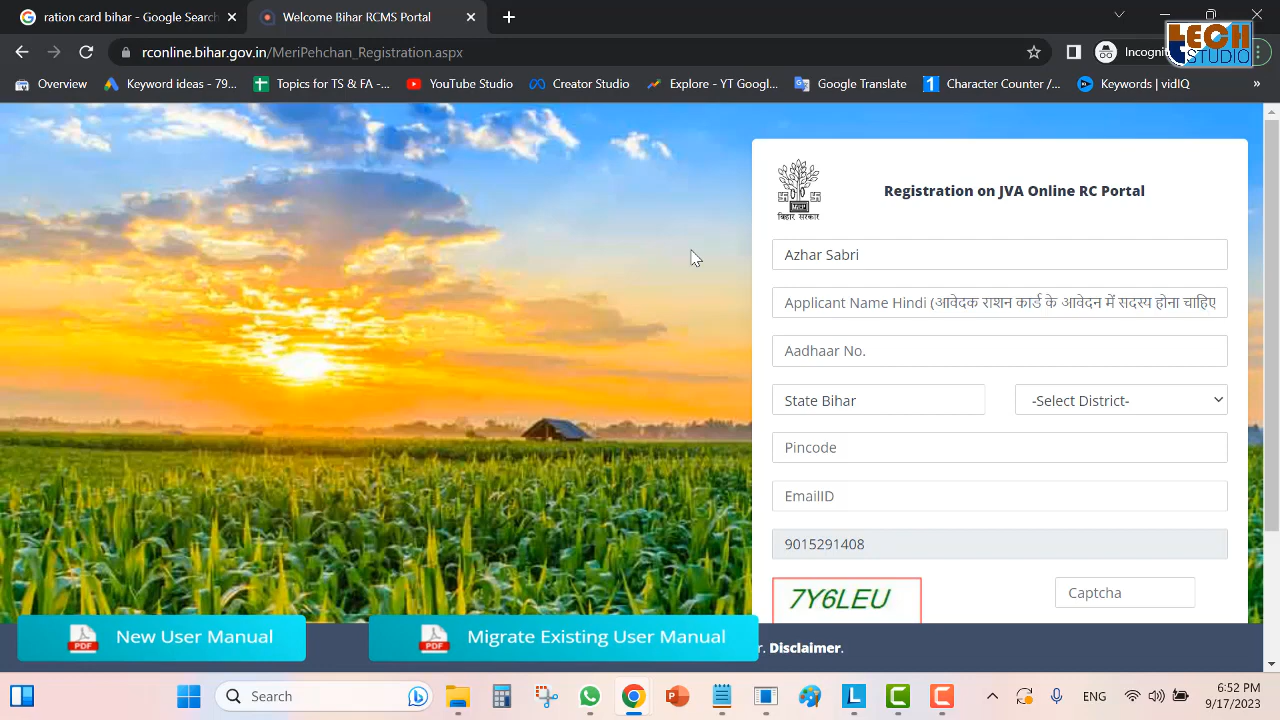 ration card bihar - Google Search
Welcome Bihar RCMS Portal
rconline.bihar.gov.in/MeriPehchan_Registration.aspx
TECH
STUDIO
Overview
Keyword ideas - 79...
Topics for TS & FA -...
YouTube Studio
Creator Studio
Explore - YT Googl...
Google Translate
Character Counter /...
Keywords | vidIQ
बिहार सरकार
Registration on JVA Online RC Portal
Azhar Sabri
Applicant Name Hindi (आवेदक राशन कार्ड के आवेदन में सदस्य होना चाहिए
Aadhaar No.
State Bihar
-Select District-
Pincode
EmailID
9015291408
7Y6LEU
Captcha
New User Manual
Migrate Existing User Manual
r. Disclaimer.
Search
ENG
6:52 PM
9/17/2023